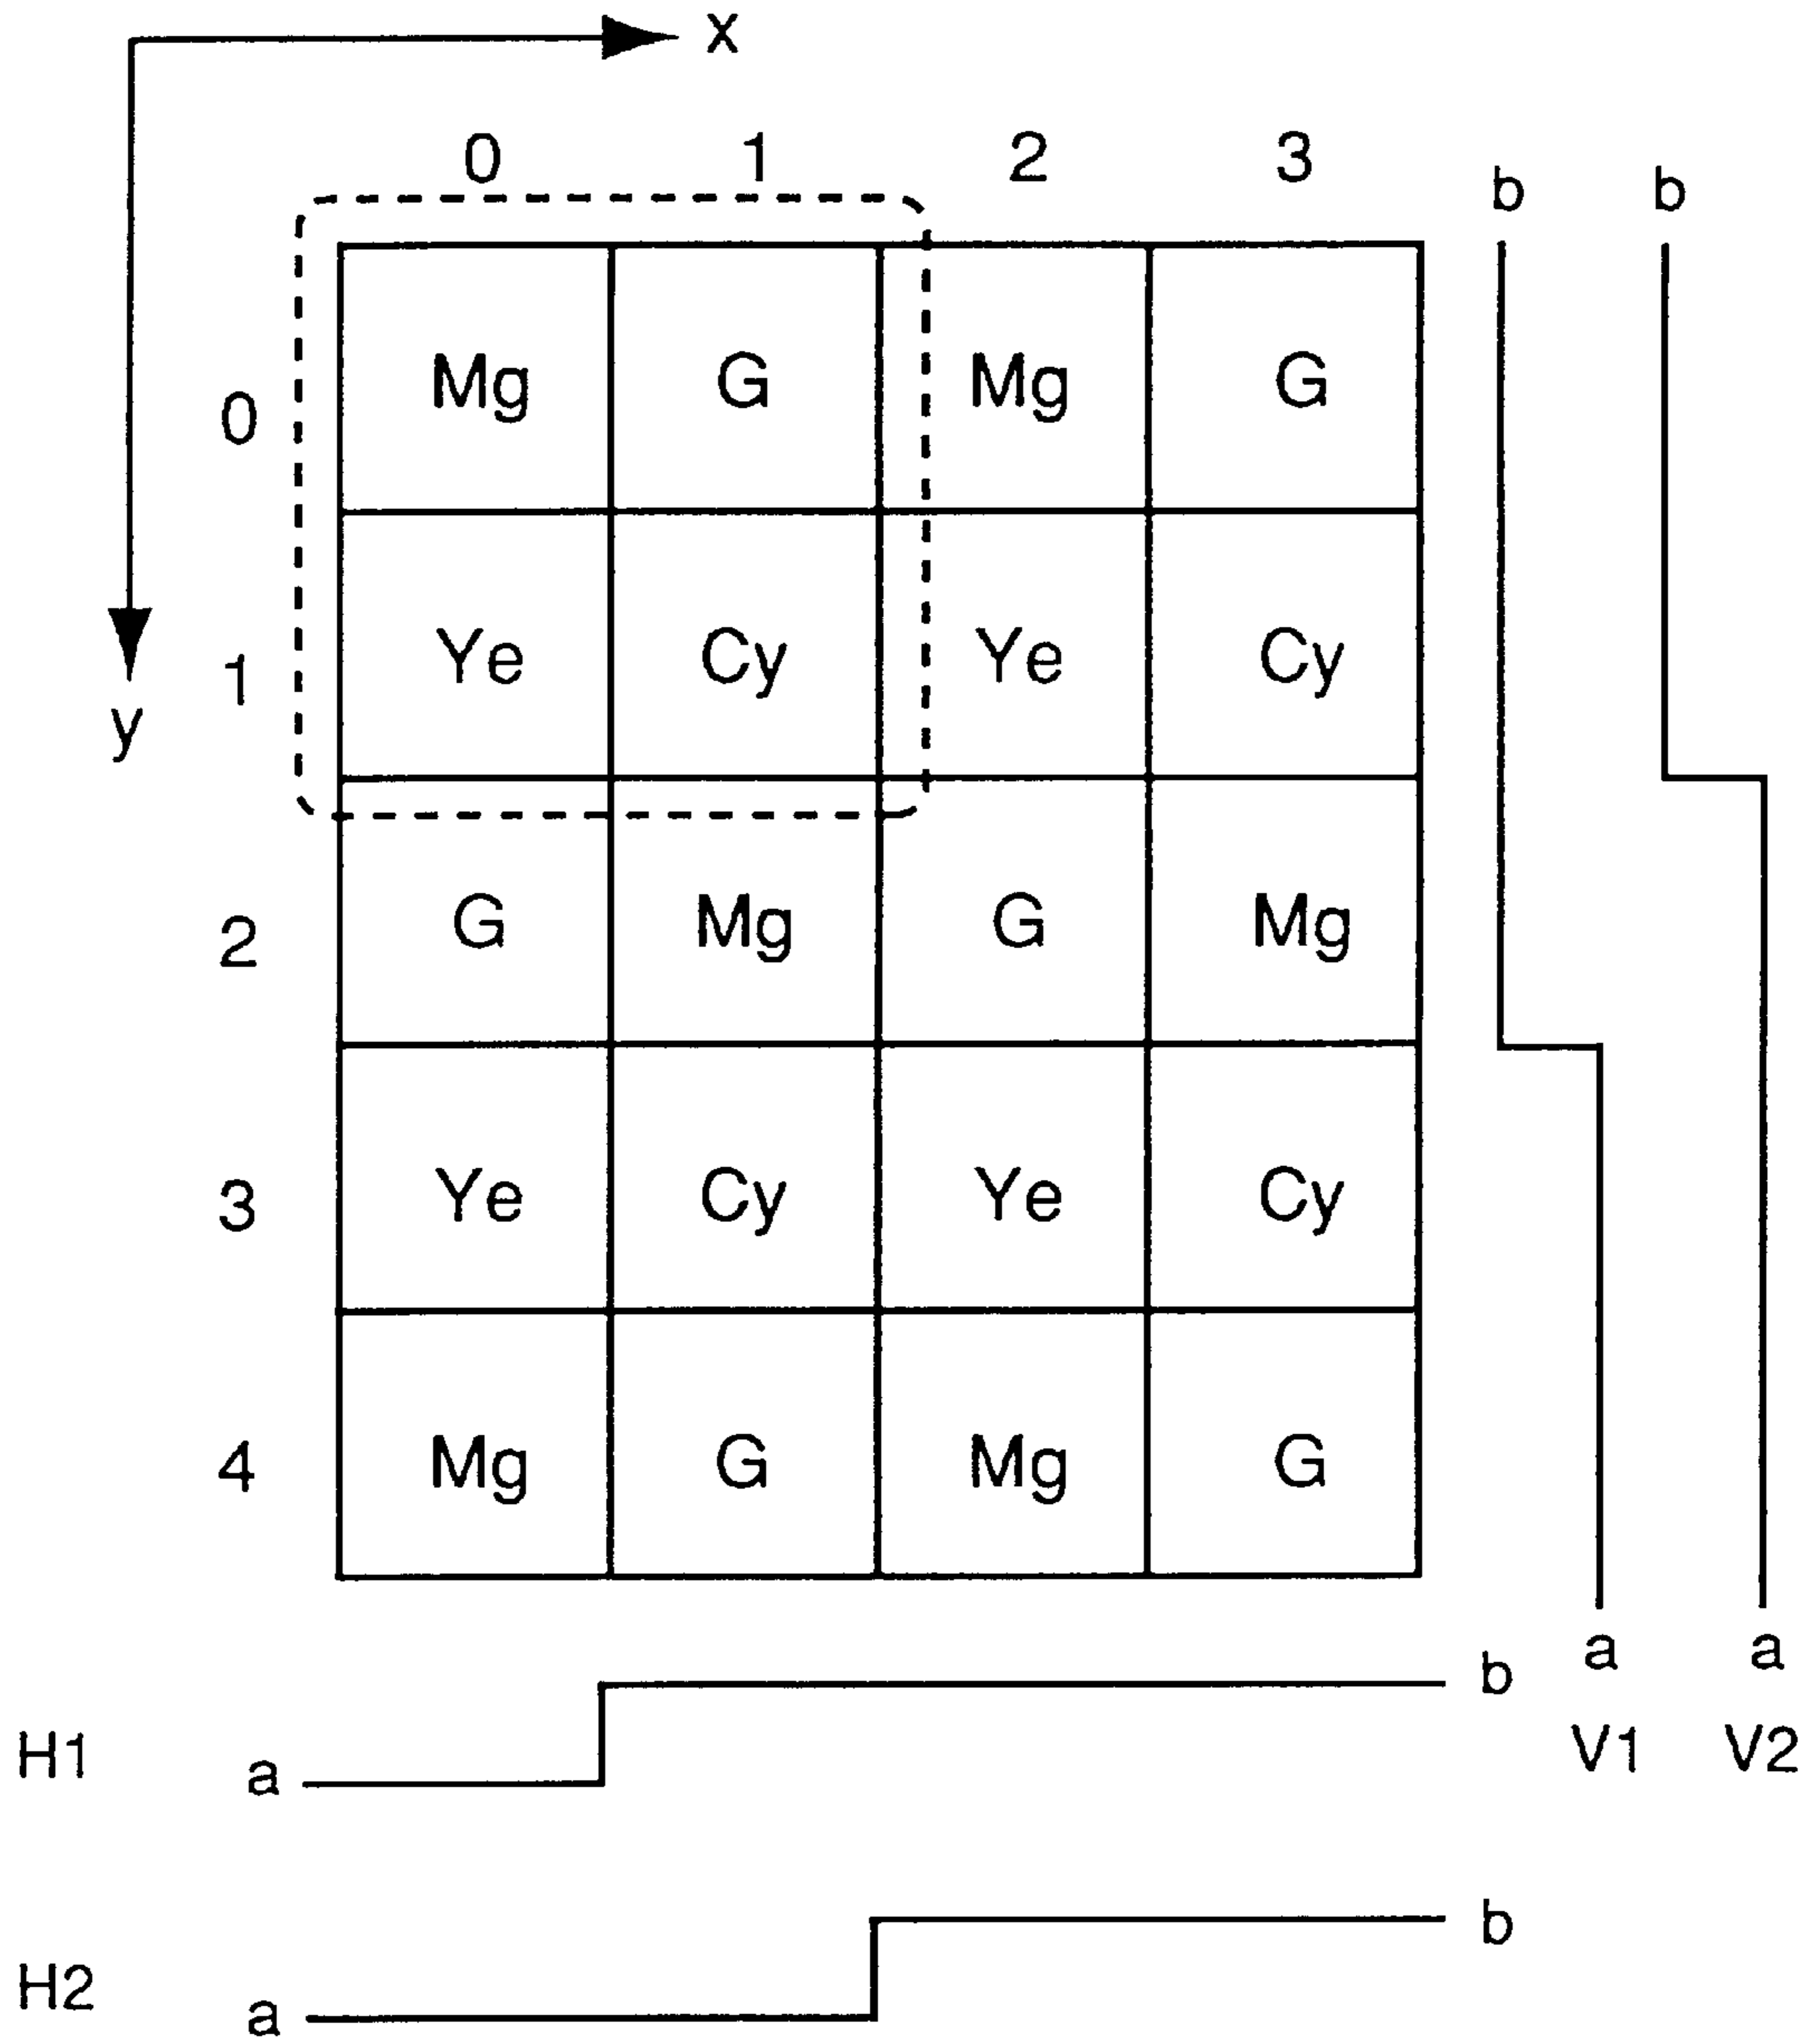 x
0 1 2 3
b b
0 Mg G Mg G
1 Ye Cy Ye Cy
y
2 G Mg G Mg
3 Ye Cy Ye Cy
4 Mg G Mg G
a a
b
V1 V2
H1 a
b
H2 a